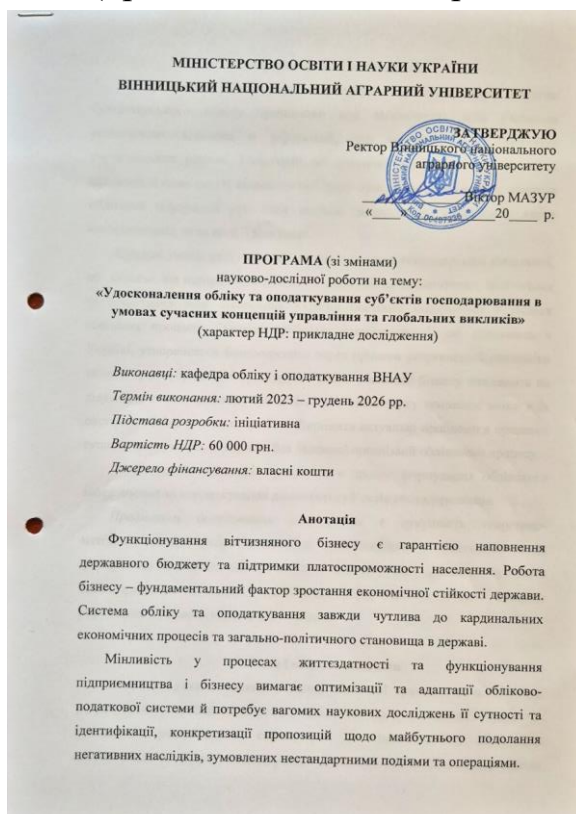 МІНІСТЕРСТВО ОСВІТИ І НАУКИ УКРАЇНИ
ВІННИЦЬКИЙ НАЦІОНАЛЬНИЙ АГРАРНИЙ УНІВЕРСИТЕТ
ЗАТВЕРДЖУЮ
Ректор Вінницького національного
аграрного університету
Віктор МАЗУР
«____» ____________20____ р.
ПРОГРАМА (зі змінами)
науково-дослідної роботи на тему:
«Удосконалення обліку та оподаткування суб’єктів господарювання в
умовах сучасних концепцій управління та глобальних викликів»
(характер НДР: прикладне дослідження)
Виконавці: кафедра обліку і оподаткування ВНАУ
Термін виконання: лютий 2023 – грудень 2026 рр.
Підстава розробки: ініціативна
Вартість НДР: 60 000 грн.
Джерело фінансування: власні кошти
Анотація
Функціонування вітчизняного бізнесу є гарантією наповнення
державного бюджету та підтримки платоспроможності населення. Робота
бізнесу – фундаментальний фактор зростання економічної стійкості держави.
Система обліку та оподаткування завжди чутлива до кардинальних
економічних процесів та загально-політичного становища в державі.
Мінливість у процесах життєздатності та функціонування
підприємництва і бізнесу вимагає оптимізації та адаптації обліково-
податкової системи й потребує вагомих наукових досліджень її сутності та
ідентифікації, конкретизації пропозицій щодо майбутнього подолання
негативних наслідків, зумовлених нестандартними подіями та операціями.